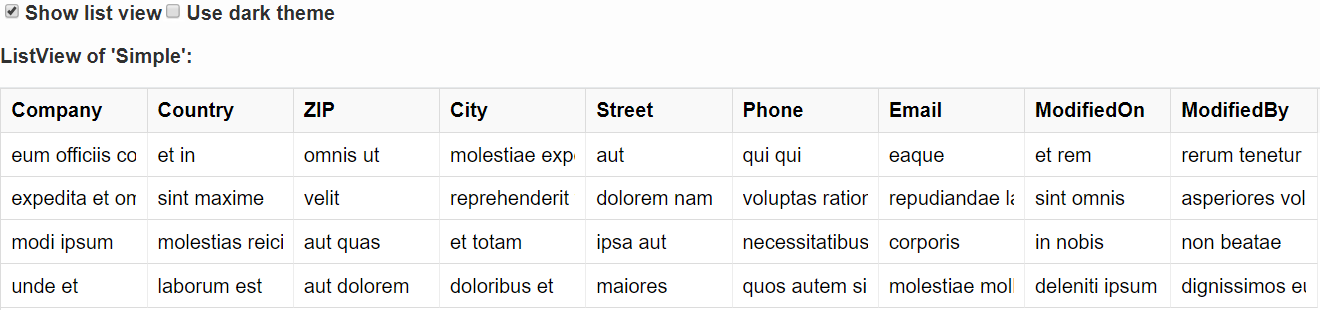 Show list view Use dark theme
ListView of 'Simple':
Company Country ZIP City Street Phone Email ModifiedOn ModifiedBy
eum officiis co et in omnis ut molestiae exp aut qui qui eaque et rem rerum tenetur
expedita et om sint maxime velit reprehenderit dolorem nam voluptas ration repudiandae la sint omnis asperiores vol
modi ipsum molestias reici aut quas et totam ipsa aut necessitatibus corporis in nobis non beatae
unde et laborum est aut dolorem doloribus et maiores quos autem si molestiae mol deleniti ipsum dignissimos eu